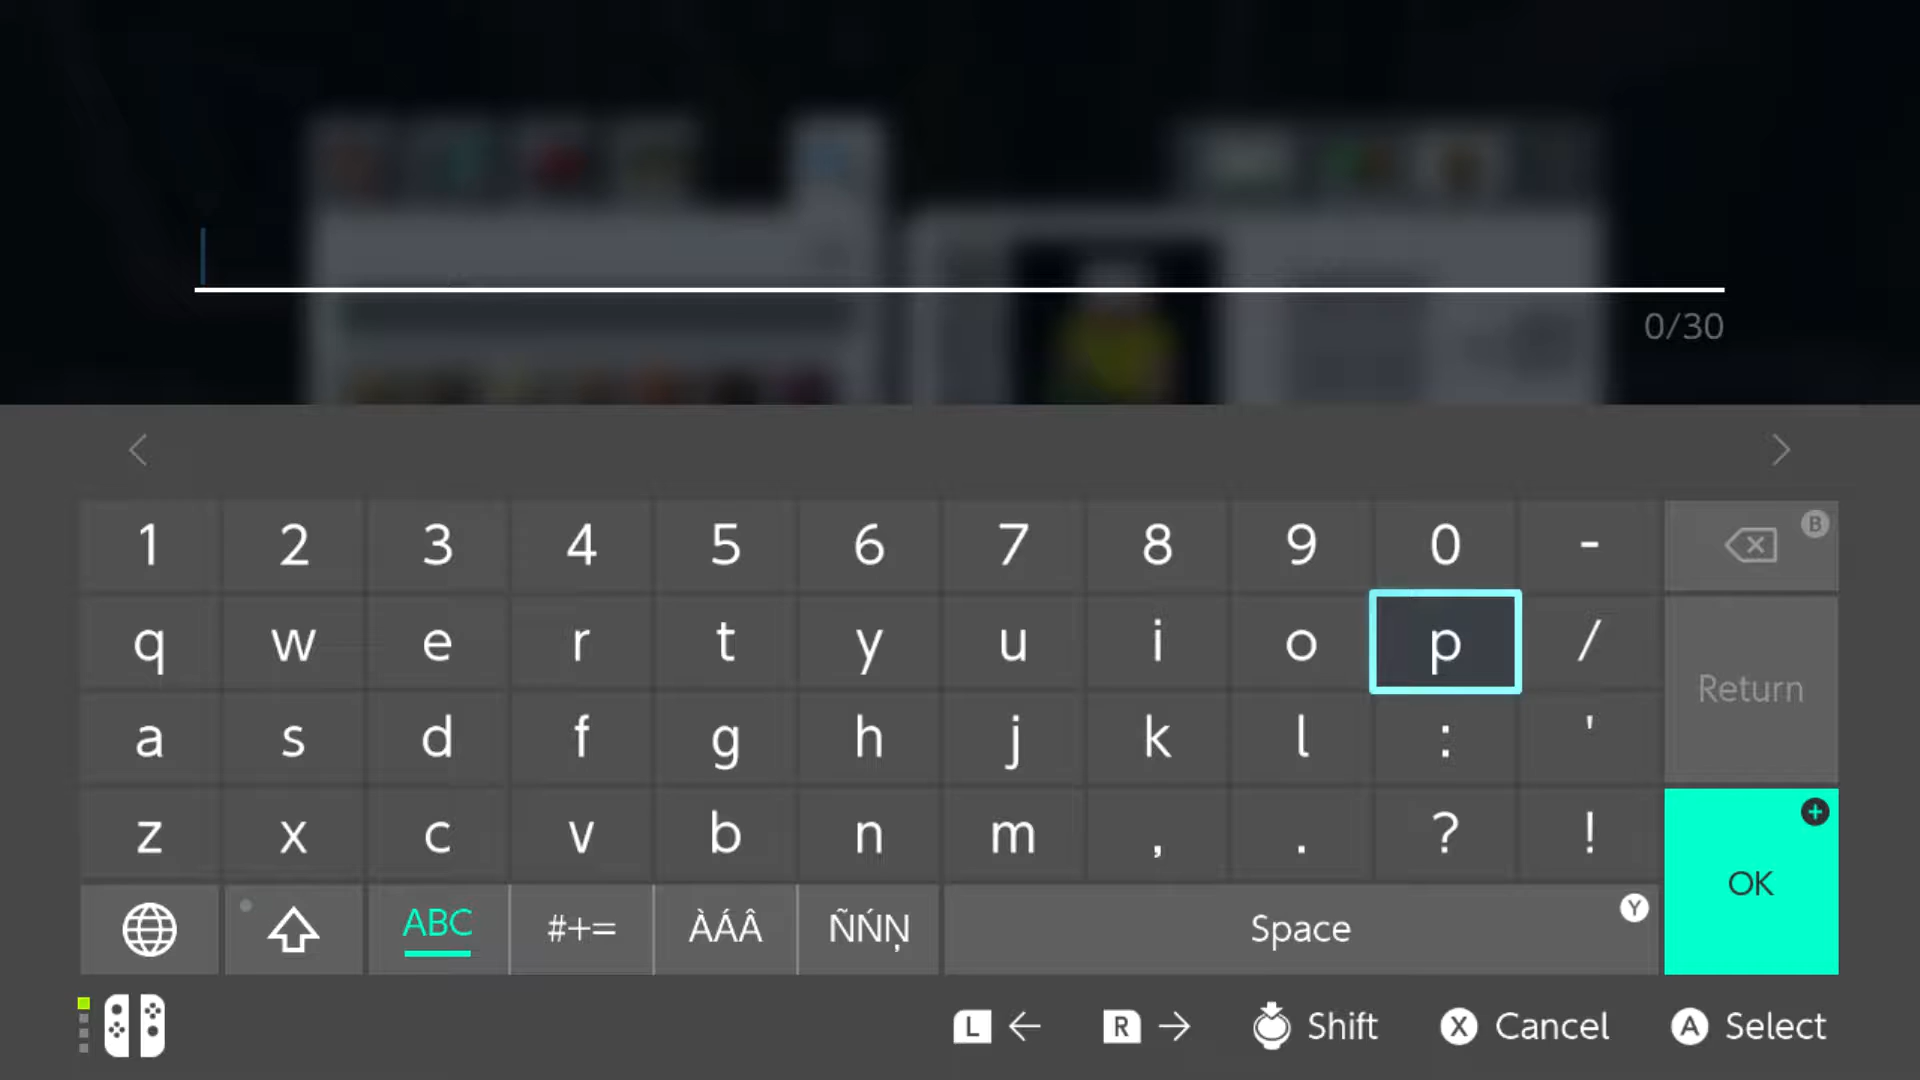 0/30
1 2 3 4 5 6 7 8 9 0 - B
q w e r t y u i o p /
Return
a s d f g h j k l : '
z x c v b n m , . ? ! +
OK
ABC #+= ÀÁÂ ÑŃŅ Space Y
L ← R → Shift X Cancel A Select